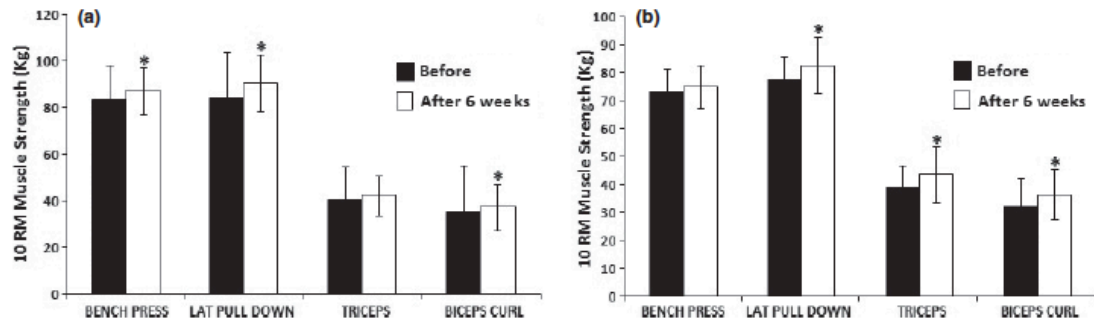 (a)
10 RM Muscle Strength (Kg)
120
100
80
60
40
20
0
Before
After 6 weeks
*
*
*
BENCH PRESS
LAT PULL DOWN
TRICEPS
BICEPS CURL
(b)
10 RM Muscle Strength (Kg)
100
90
80
70
60
50
40
30
20
10
0
Before
After 6 weeks
*
*
*
BENCH PRESS
LAT PULL DOWN
TRICEPS
BICEPS CURL